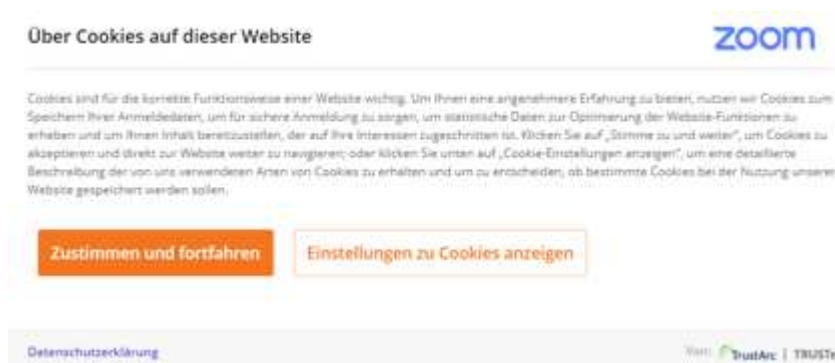 Über Cookies auf dieser Website
zoom
Cookies sind für die korrekte Funktionsweise einer Website wichtig. Um Ihnen eine angenehmere Erfahrung zu bieten, nutzen wir Cookies zum
Speichern Ihrer Anmeldedaten, um für sichere Anmeldung zu sorgen, um statistische Daten zur Optimierung der Website-Funktionen zu
erheben und um Ihnen Inhalt bereitzustellen, der auf Ihre Interessen zugeschnitten ist. Klicken Sie auf „Stimme zu und weiter“, um Cookies zu
akzeptieren und direkt zur Website weiter zu navigieren; oder klicken Sie unten auf „Cookie-Einstellungen anzeigen“, um eine detaillierte
Beschreibung der von uns verwendeten Arten von Cookies zu erhalten und um zu entscheiden, ob bestimmte Cookies bei der Nutzung unserer
Website gespeichert werden sollen.
Zustimmen und fortfahren
Einstellungen zu Cookies anzeigen
Datenschutzerklärung
TrustArc | TRUSTe